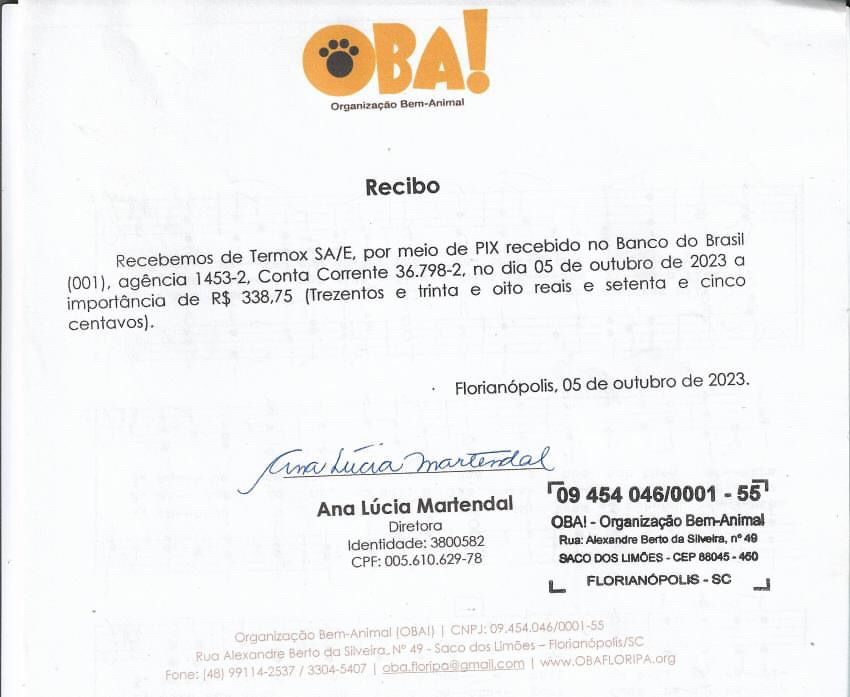 OBA!
Organização Bem-Animal
Recibo
Recebemos de Termox SA/E, por meio de PIX recebido no Banco do Brasil
(001), agência 1453-2, Conta Corrente 36.798-2, no dia 05 de outubro de 2023 a
importância de R$ 338,75 (Trezentos e trinta e oito reais e setenta e cinco
centavos).
Florianópolis, 05 de outubro de 2023.
Ana Lúcia Martendal
Ana Lúcia Martendal
Diretora
Identidade: 3800582
CPF: 005.610.629-78
09 454 046/0001 - 55
OBA! - Organização Bem-Animal
Rua: Alexandre Berto da Silveira, nº 49
SACO DOS LIMÕES - CEP 88045 - 460
FLORIANÓPOLIS - SC
Organização Bem-Animal (OBA!) | CNPJ: 09.454.046/0001-55
Rua Alexandre Berto da Silveira, Nº 49 - Saco dos Limões – Florianópolis/SC
Fone: (48) 99114-2537 / 3304-5407 | oba.floripa@gmail.com | www.OBAFLORIPA.org